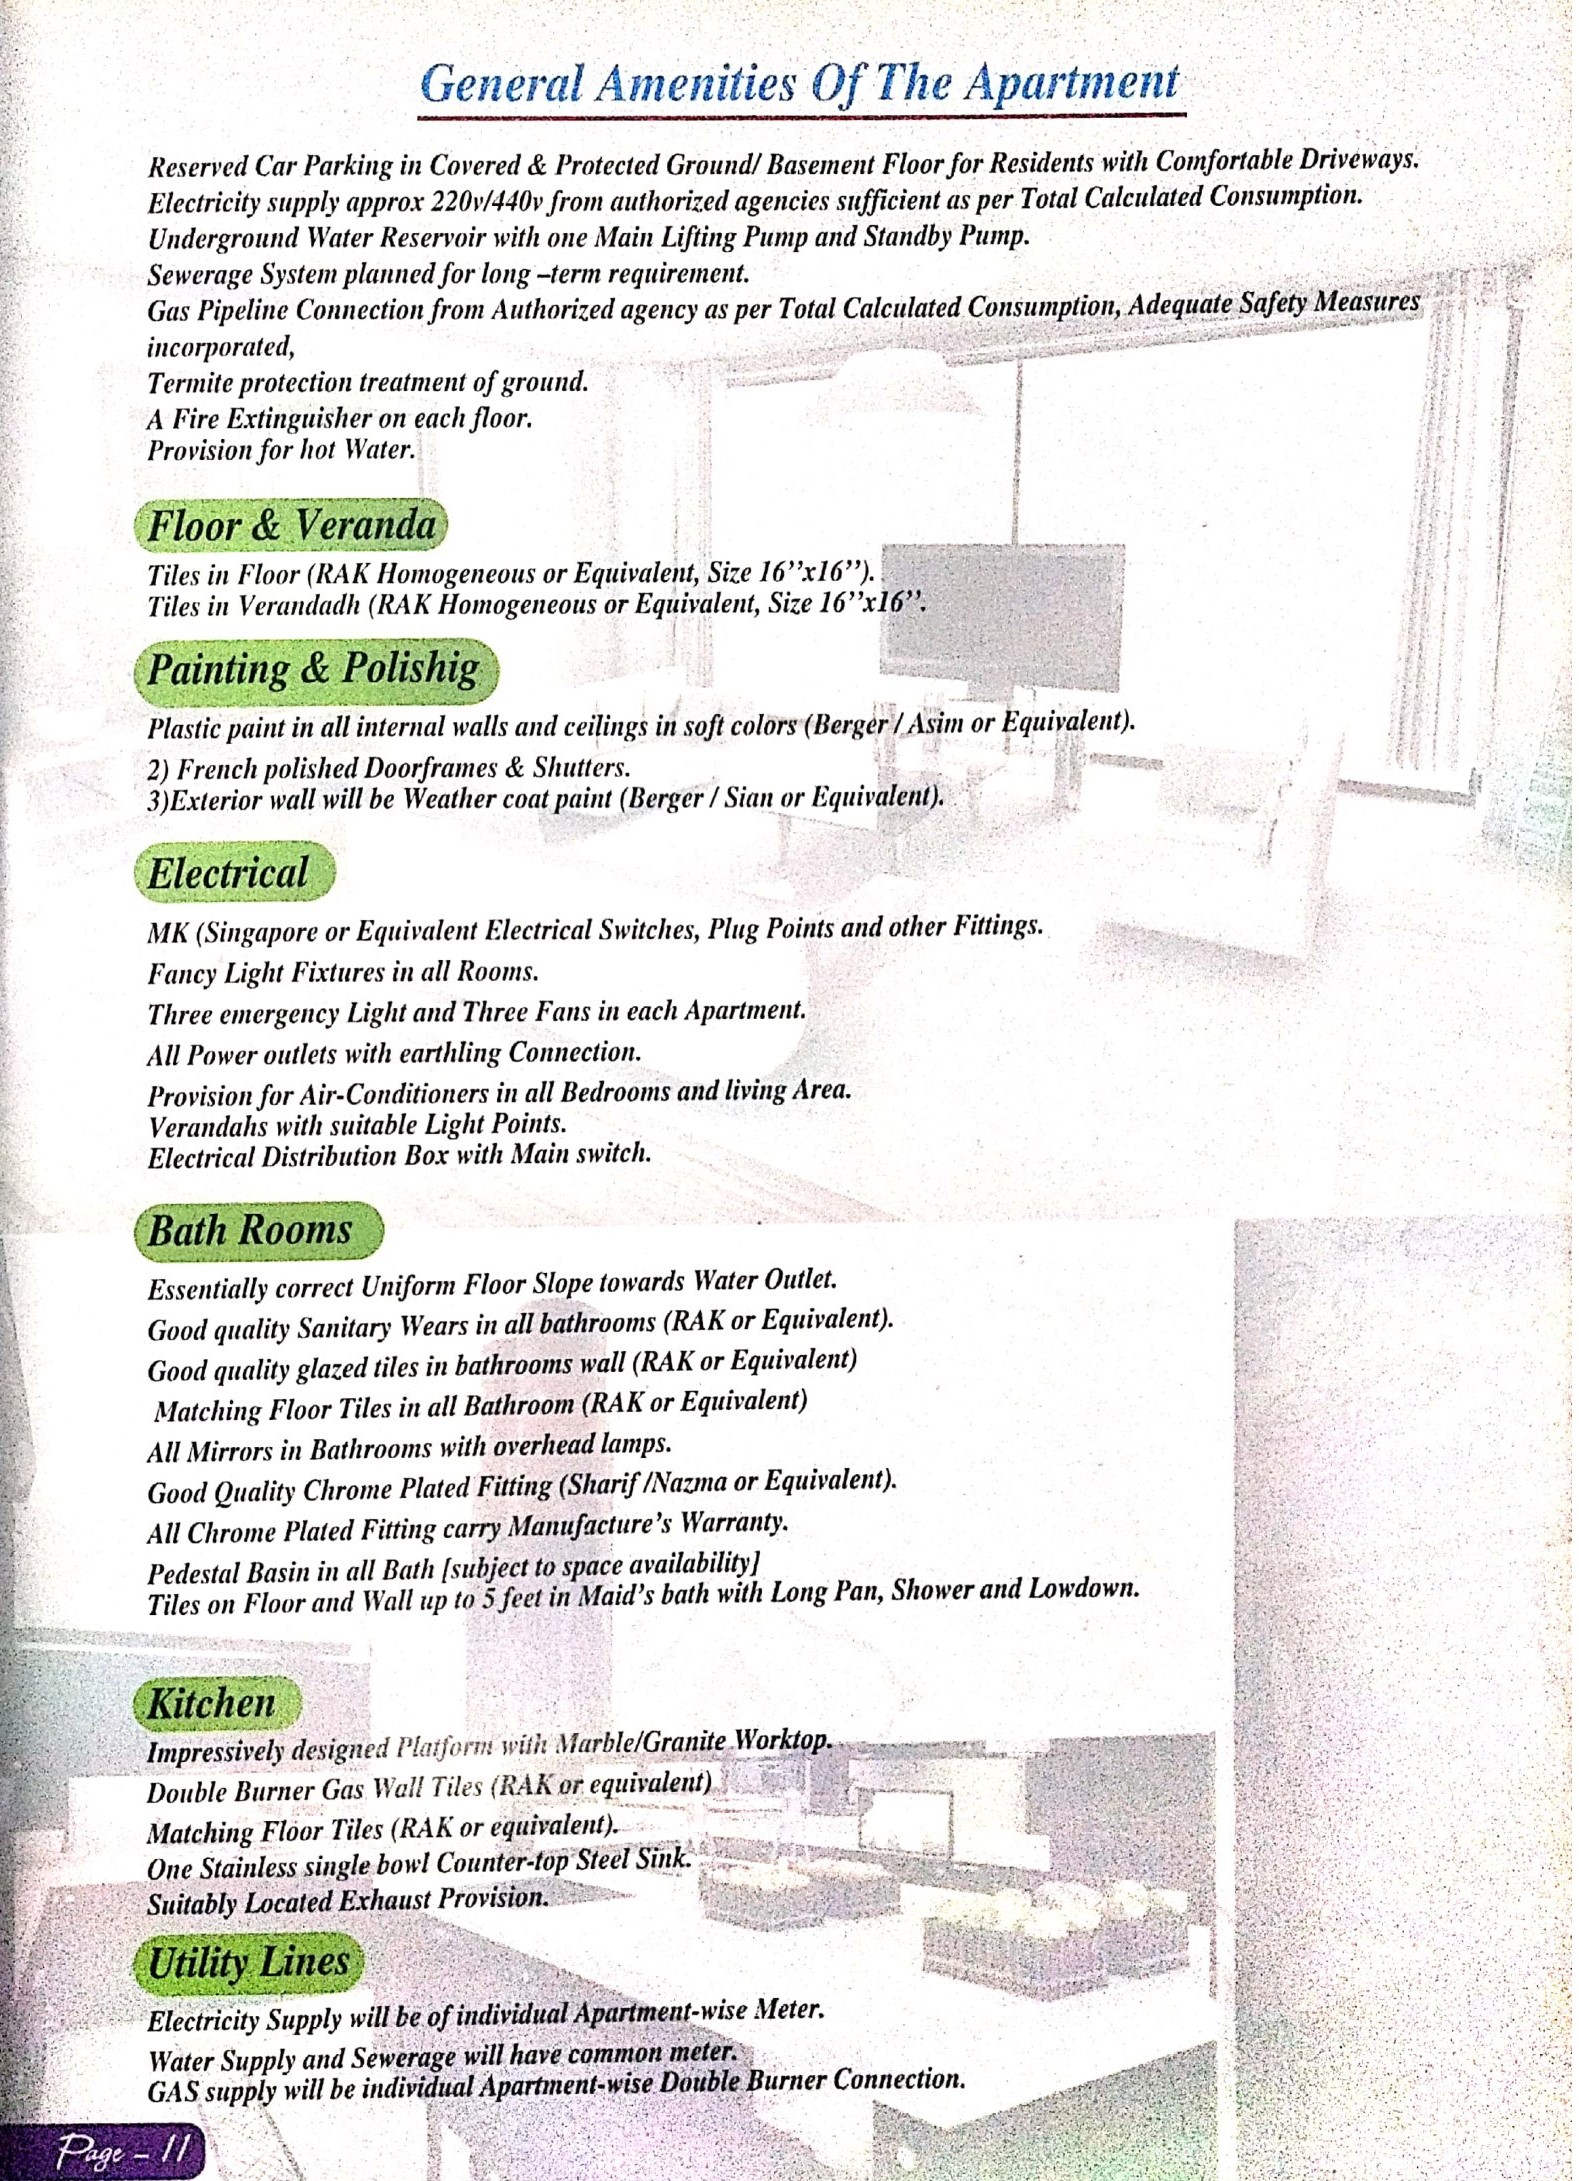 General Amenities Of The Apartment
Reserved Car Parking in Covered & Protected Ground/ Basement Floor for Residents with Comfortable Driveways.
Electricity supply approx 220v/440v from authorized agencies sufficient as per Total Calculated Consumption.
Underground Water Reservoir with one Main Lifting Pump and Standby Pump.
Sewerage System planned for long –term requirement.
Gas Pipeline Connection from Authorized agency as per Total Calculated Consumption, Adequate Safety Measures
incorporated,
Termite protection treatment of ground.
A Fire Extinguisher on each floor.
Provision for hot Water.
Floor & Veranda
Tiles in Floor (RAK Homogeneous or Equivalent, Size 16’’x16’’).
Tiles in Verandadh (RAK Homogeneous or Equivalent, Size 16’’x16’’.
Painting & Polishig
Plastic paint in all internal walls and ceilings in soft colors (Berger / Asim or Equivalent).
2) French polished Doorframes & Shutters.
3)Exterior wall will be Weather coat paint (Berger / Sian or Equivalent).
Electrical
MK (Singapore or Equivalent Electrical Switches, Plug Points and other Fittings.
Fancy Light Fixtures in all Rooms.
Three emergency Light and Three Fans in each Apartment.
All Power outlets with earthling Connection.
Provision for Air-Conditioners in all Bedrooms and living Area.
Verandahs with suitable Light Points.
Electrical Distribution Box with Main switch.
Bath Rooms
Essentially correct Uniform Floor Slope towards Water Outlet.
Good quality Sanitary Wears in all bathrooms (RAK or Equivalent).
Good quality glazed tiles in bathrooms wall (RAK or Equivalent)
Matching Floor Tiles in all Bathroom (RAK or Equivalent)
All Mirrors in Bathrooms with overhead lamps.
Good Quality Chrome Plated Fitting (Sharif /Nazma or Equivalent).
All Chrome Plated Fitting carry Manufacture’s Warranty.
Pedestal Basin in all Bath [subject to space availability]
Tiles on Floor and Wall up to 5 feet in Maid’s bath with Long Pan, Shower and Lowdown.
Kitchen
Impressively designed Platform with Marble/Granite Worktop.
Double Burner Gas Wall Tiles (RAK or equivalent)
Matching Floor Tiles (RAK or equivalent).
One Stainless single bowl Counter-top Steel Sink.
Suitably Located Exhaust Provision.
Utility Lines
Electricity Supply will be of individual Apartment-wise Meter.
Water Supply and Sewerage will have common meter.
GAS supply will be individual Apartment-wise Double Burner Connection.
Page - 11